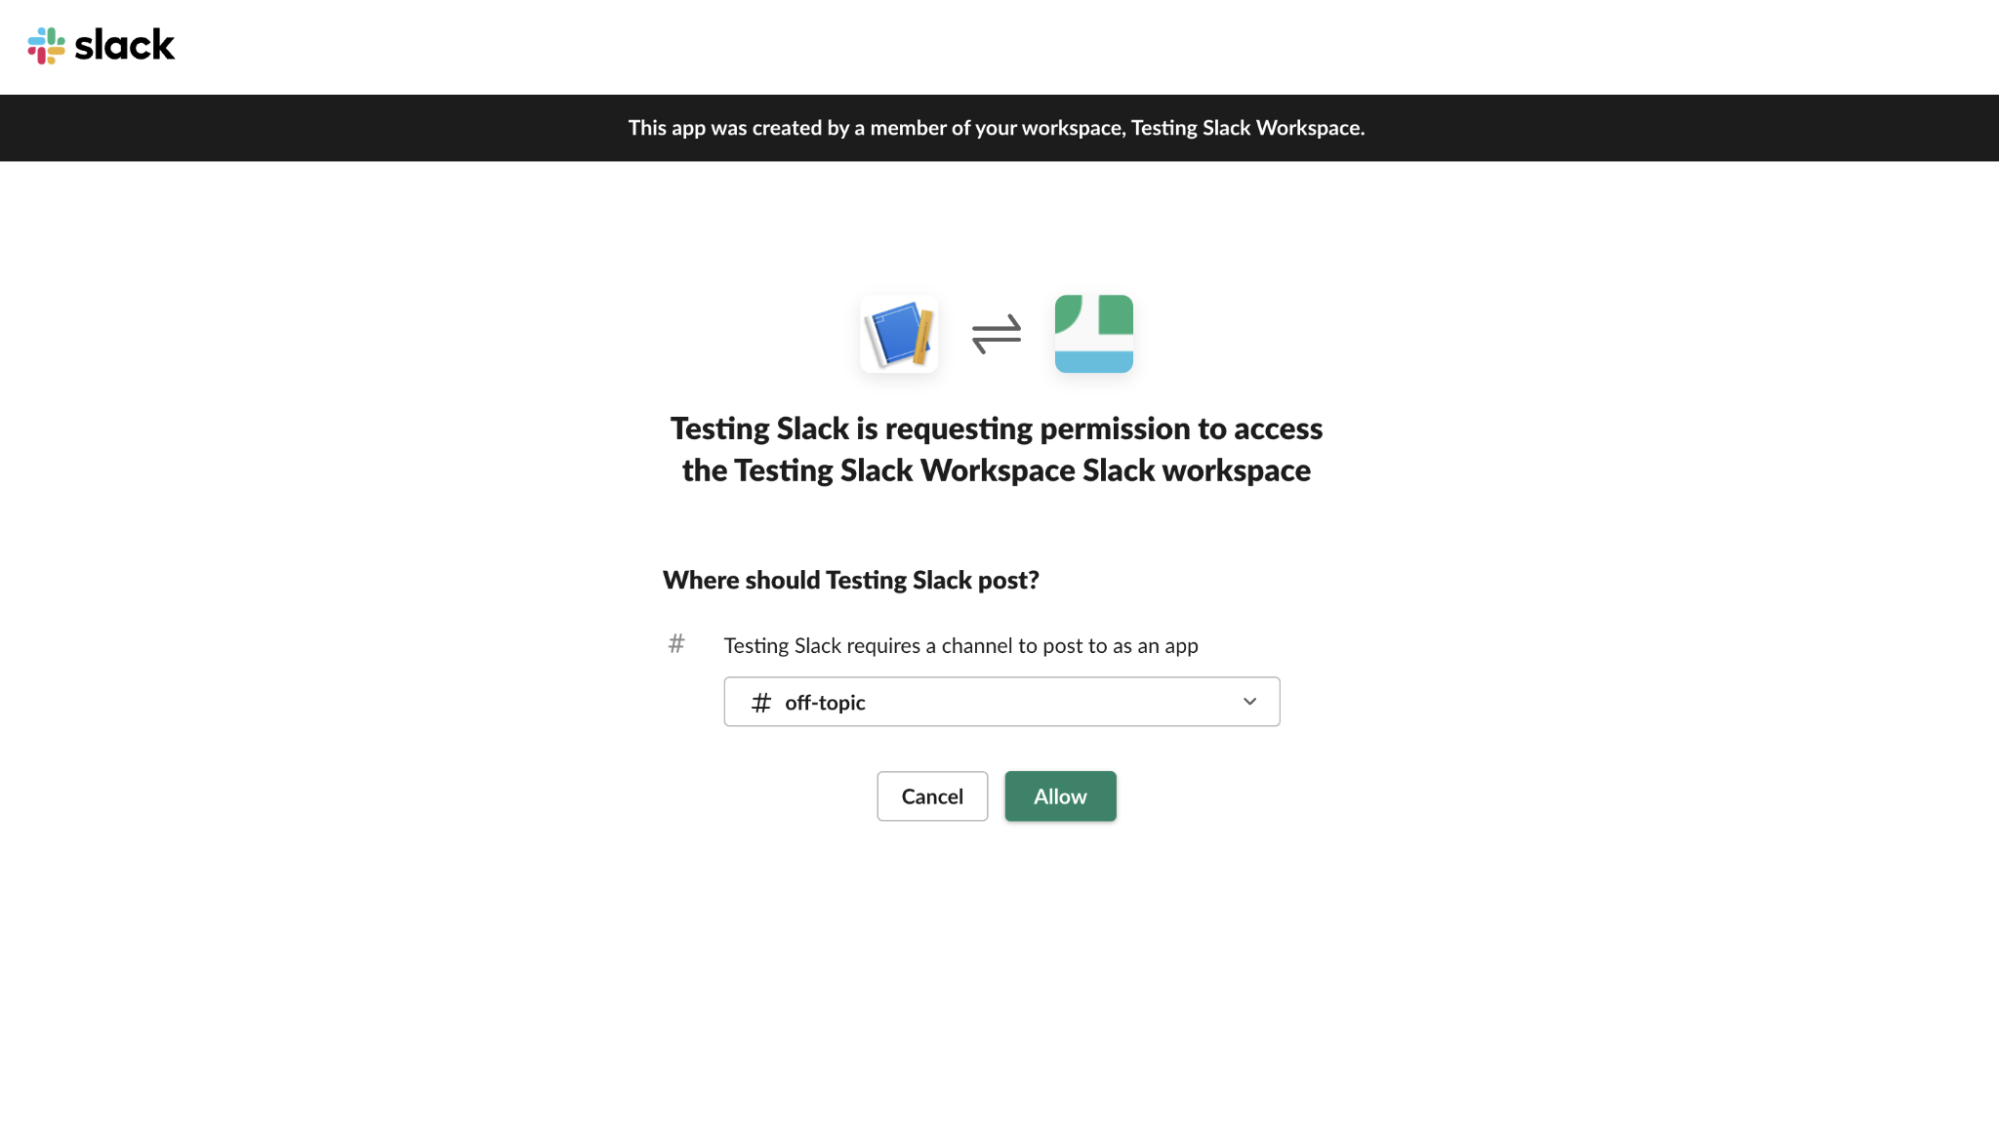 slack
This app was created by a member of your workspace, Testing Slack Workspace.
Testing Slack is requesting permission to access
the Testing Slack Workspace Slack workspace
Where should Testing Slack post?
# Testing Slack requires a channel to post to as an app
# off-topic
Cancel Allow